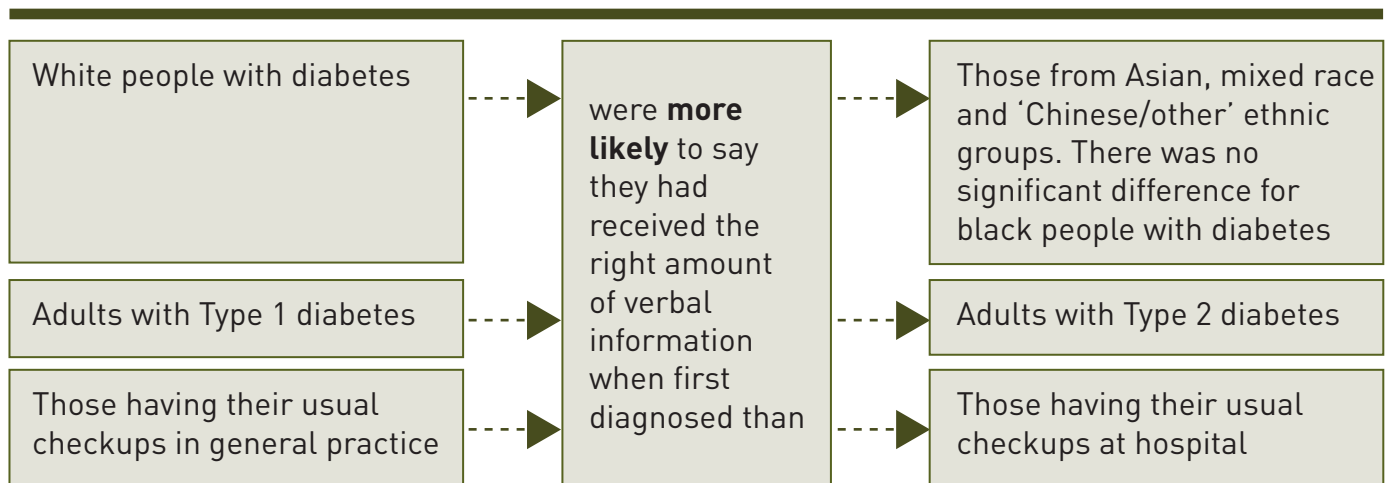 White people with diabetes
were more
likely to say
they had
received the
right amount
of verbal
information
when first
diagnosed than
Those from Asian, mixed race
and ‘Chinese/other’ ethnic
groups. There was no
significant difference for
black people with diabetes
Adults with Type 1 diabetes
Adults with Type 2 diabetes
Those having their usual
checkups in general practice
Those having their usual
checkups at hospital